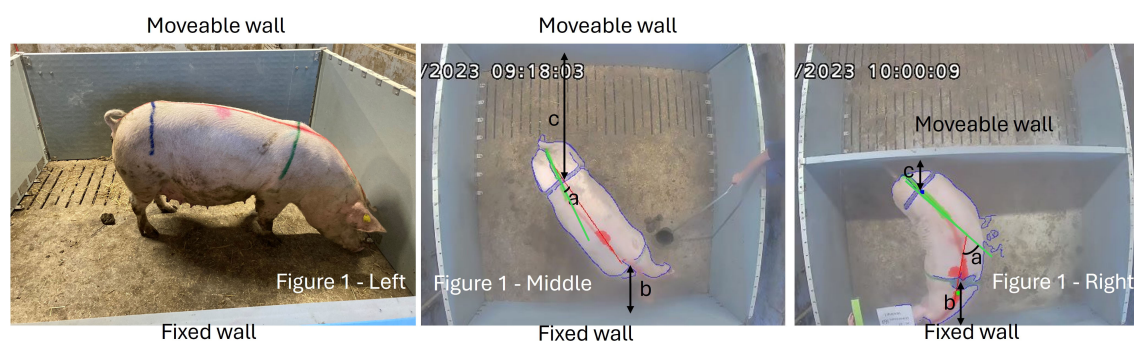 Moveable wall
Moveable wall
/2023 09:18:03
/2023 10:00:09
c
Moveable wall
c
a
a
Figure 1 - Left
Figure 1 - Middle
b
Figure 1 - Right
b
Fixed wall
Fixed wall
Fixed wall